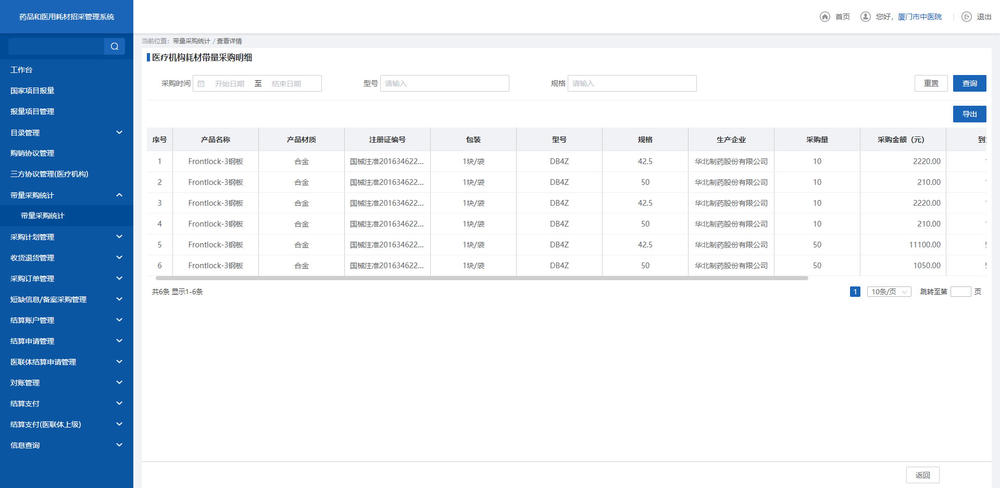 药品和医用耗材招采管理系统
首页 您好，厦门市中医院 退出
当前位置：带量采购统计 / 查看详情
工作台
国家项目报量
报量项目管理
目录管理
购销协议管理
三方协议管理(医疗机构)
带量采购统计
带量采购统计
采购计划管理
收货退货管理
采购订单管理
短缺信息/备案采购管理
结算账户管理
结算申请管理
医联体结算申请管理
对账管理
结算支付
结算支付(医联体上级)
信息查询
医疗机构耗材带量采购明细
采购时间 开始日期 至 结束日期 型号 请输入 规格 请输入 重置 查询
导出
序号 产品名称 产品材质 注册证编号 包装 型号 规格 生产企业 采购量 采购金额（元） 到
1 Frontlock-3钢板 合金 国械注准201634622... 1块/袋 DB4Z 42.5 华北制药股份有限公司 10 2220.00
2 Frontlock-3钢板 合金 国械注准201634622... 1块/袋 DB4Z 50 华北制药股份有限公司 10 210.00
3 Frontlock-3钢板 合金 国械注准201634622... 1块/袋 DB4Z 42.5 华北制药股份有限公司 10 2220.00
4 Frontlock-3钢板 合金 国械注准201634622... 1块/袋 DB4Z 50 华北制药股份有限公司 10 210.00
5 Frontlock-3钢板 合金 国械注准201634622... 1块/袋 DB4Z 42.5 华北制药股份有限公司 50 11100.00
6 Frontlock-3钢板 合金 国械注准201634622... 1块/袋 DB4Z 50 华北制药股份有限公司 50 1050.00
共6条 显示1-6条 1 10条/页 跳转至第 页
返回